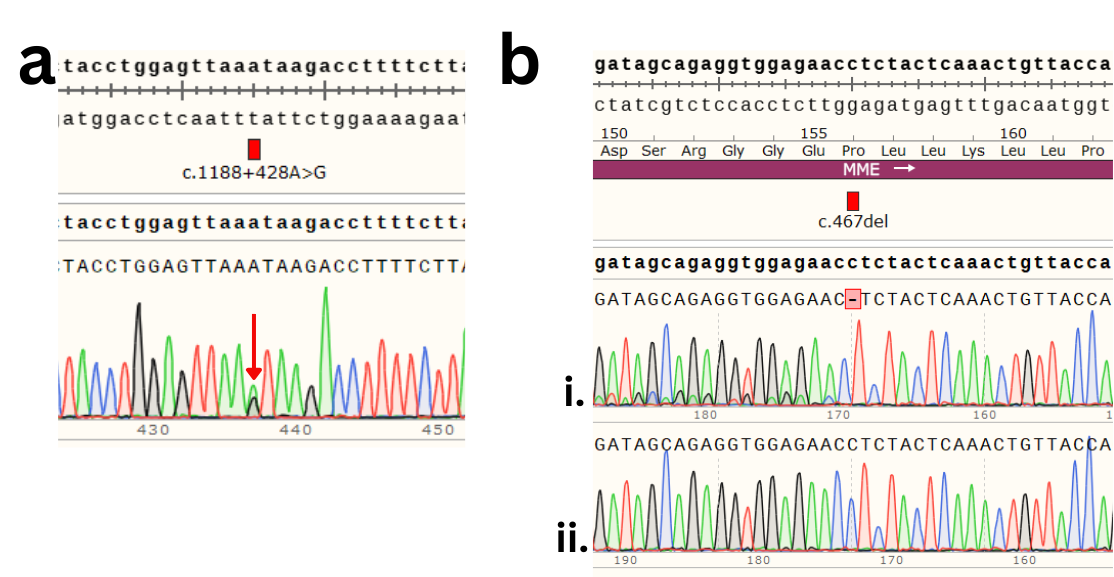 a
tacctggagttaaataagaccttttctta
atggacctcaatttattctggaaaagaat
c.1188+428A>G
tacctggagttaaataagaccttttctta
TACCTGGAGTTAAATAAGACCTTTTCTTA
430 440 450
b
gatagcagaggtggagaacctctactcaaactgttacca
ctatcgtctccacctcttggagatgagtttgacaatggt
150 155 160
Asp Ser Arg Gly Gly Glu Pro Leu Leu Lys Leu Leu Pro
MME
c.467del
gatagcagaggtggagaacctctactcaaactgttacca
GATAGCAGAGGTGGAGAAC-TCTACTCAAACTGTTACCA
i.
180 170 160
GATAGCAGAGGTGGAGAACCTCTACTCAAACTGTTACCA
ii.
190 180 170 160